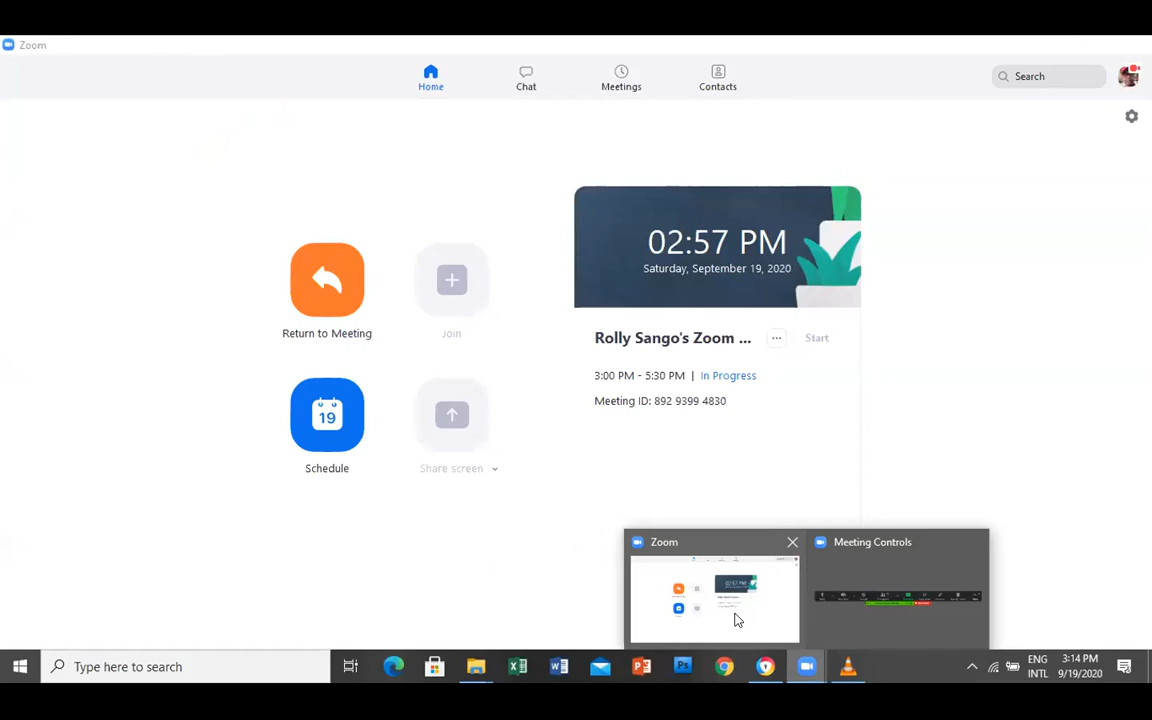 Zoom
Home
Chat
Meetings
Contacts
Search
02:57 PM
Saturday, September 19, 2020
Return to Meeting
Join
Rolly Sango's Zoom ...
Start
3:00 PM - 5:30 PM | In Progress
Meeting ID: 892 9399 4830
19
Schedule
Share screen
Zoom
Meeting Controls
Type here to search
ENG
INTL
3:14 PM
9/19/2020